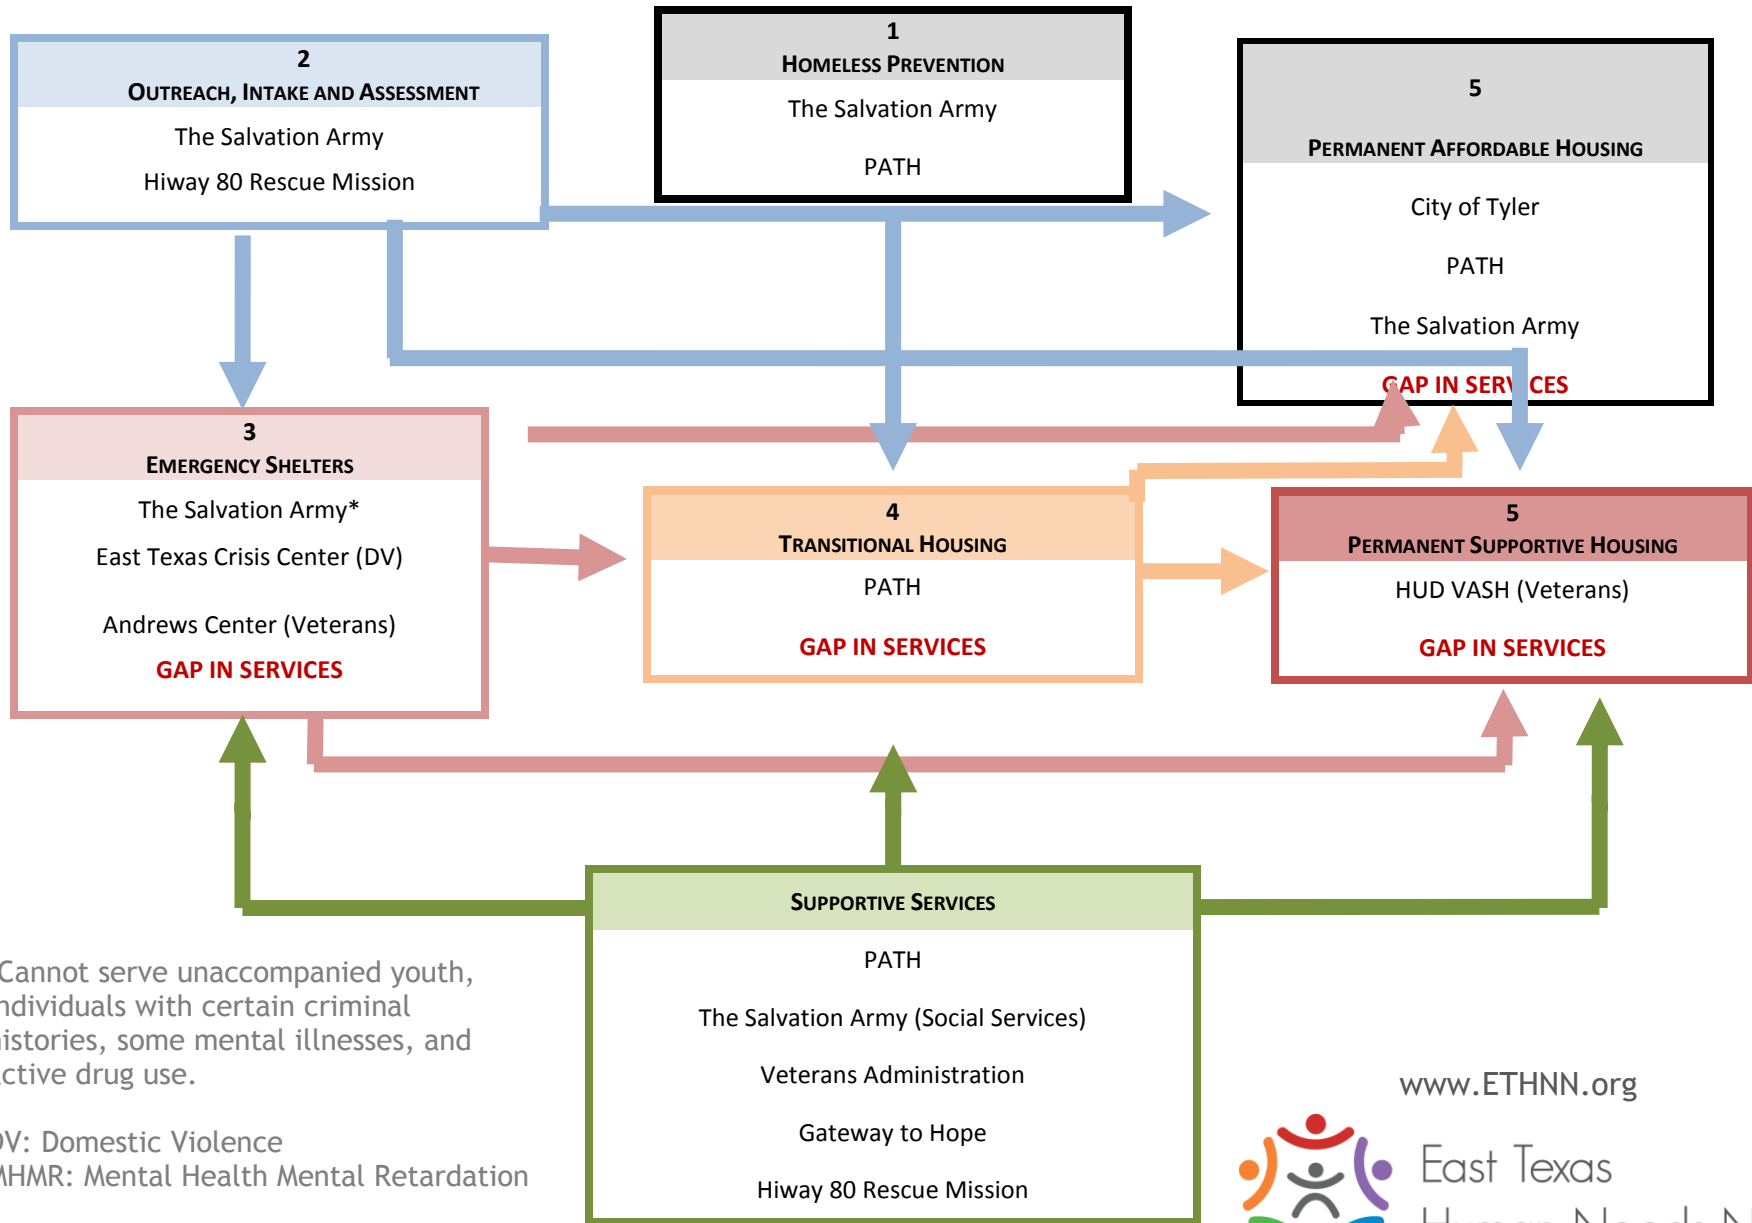 2
OUTREACH, INTAKE AND ASSESSMENT
The Salvation Army
Hiway 80 Rescue Mission
1
HOMELESS PREVENTION
The Salvation Army
PATH
5
PERMANENT AFFORDABLE HOUSING
City of Tyler
PATH
The Salvation Army
GAP IN SERVICES
3
EMERGENCY SHELTERS
The Salvation Army*
East Texas Crisis Center (DV)
Andrews Center (Veterans)
GAP IN SERVICES
4
TRANSITIONAL HOUSING
PATH
GAP IN SERVICES
5
PERMANENT SUPPORTIVE HOUSING
HUD VASH (Veterans)
GAP IN SERVICES
SUPPORTIVE SERVICES
PATH
The Salvation Army (Social Services)
Veterans Administration
Gateway to Hope
Hiway 80 Rescue Mission
Cannot serve unaccompanied youth,
individuals with certain criminal
histories, some mental illnesses, and
active drug use.
DV: Domestic Violence
MHMR: Mental Health Mental Retardation
www.ETHNN.org
East Texas
Human Needs N